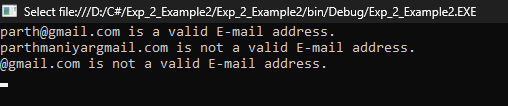 Select file:///D:/C#/Exp_2_Example2/Exp_2_Example2/bin/Debug/Exp_2_Example2.EXE
parth@gmail.com is a valid E-mail address.
parthmaniyargmail.com is not a valid E-mail address.
@gmail.com is not a valid E-mail address.